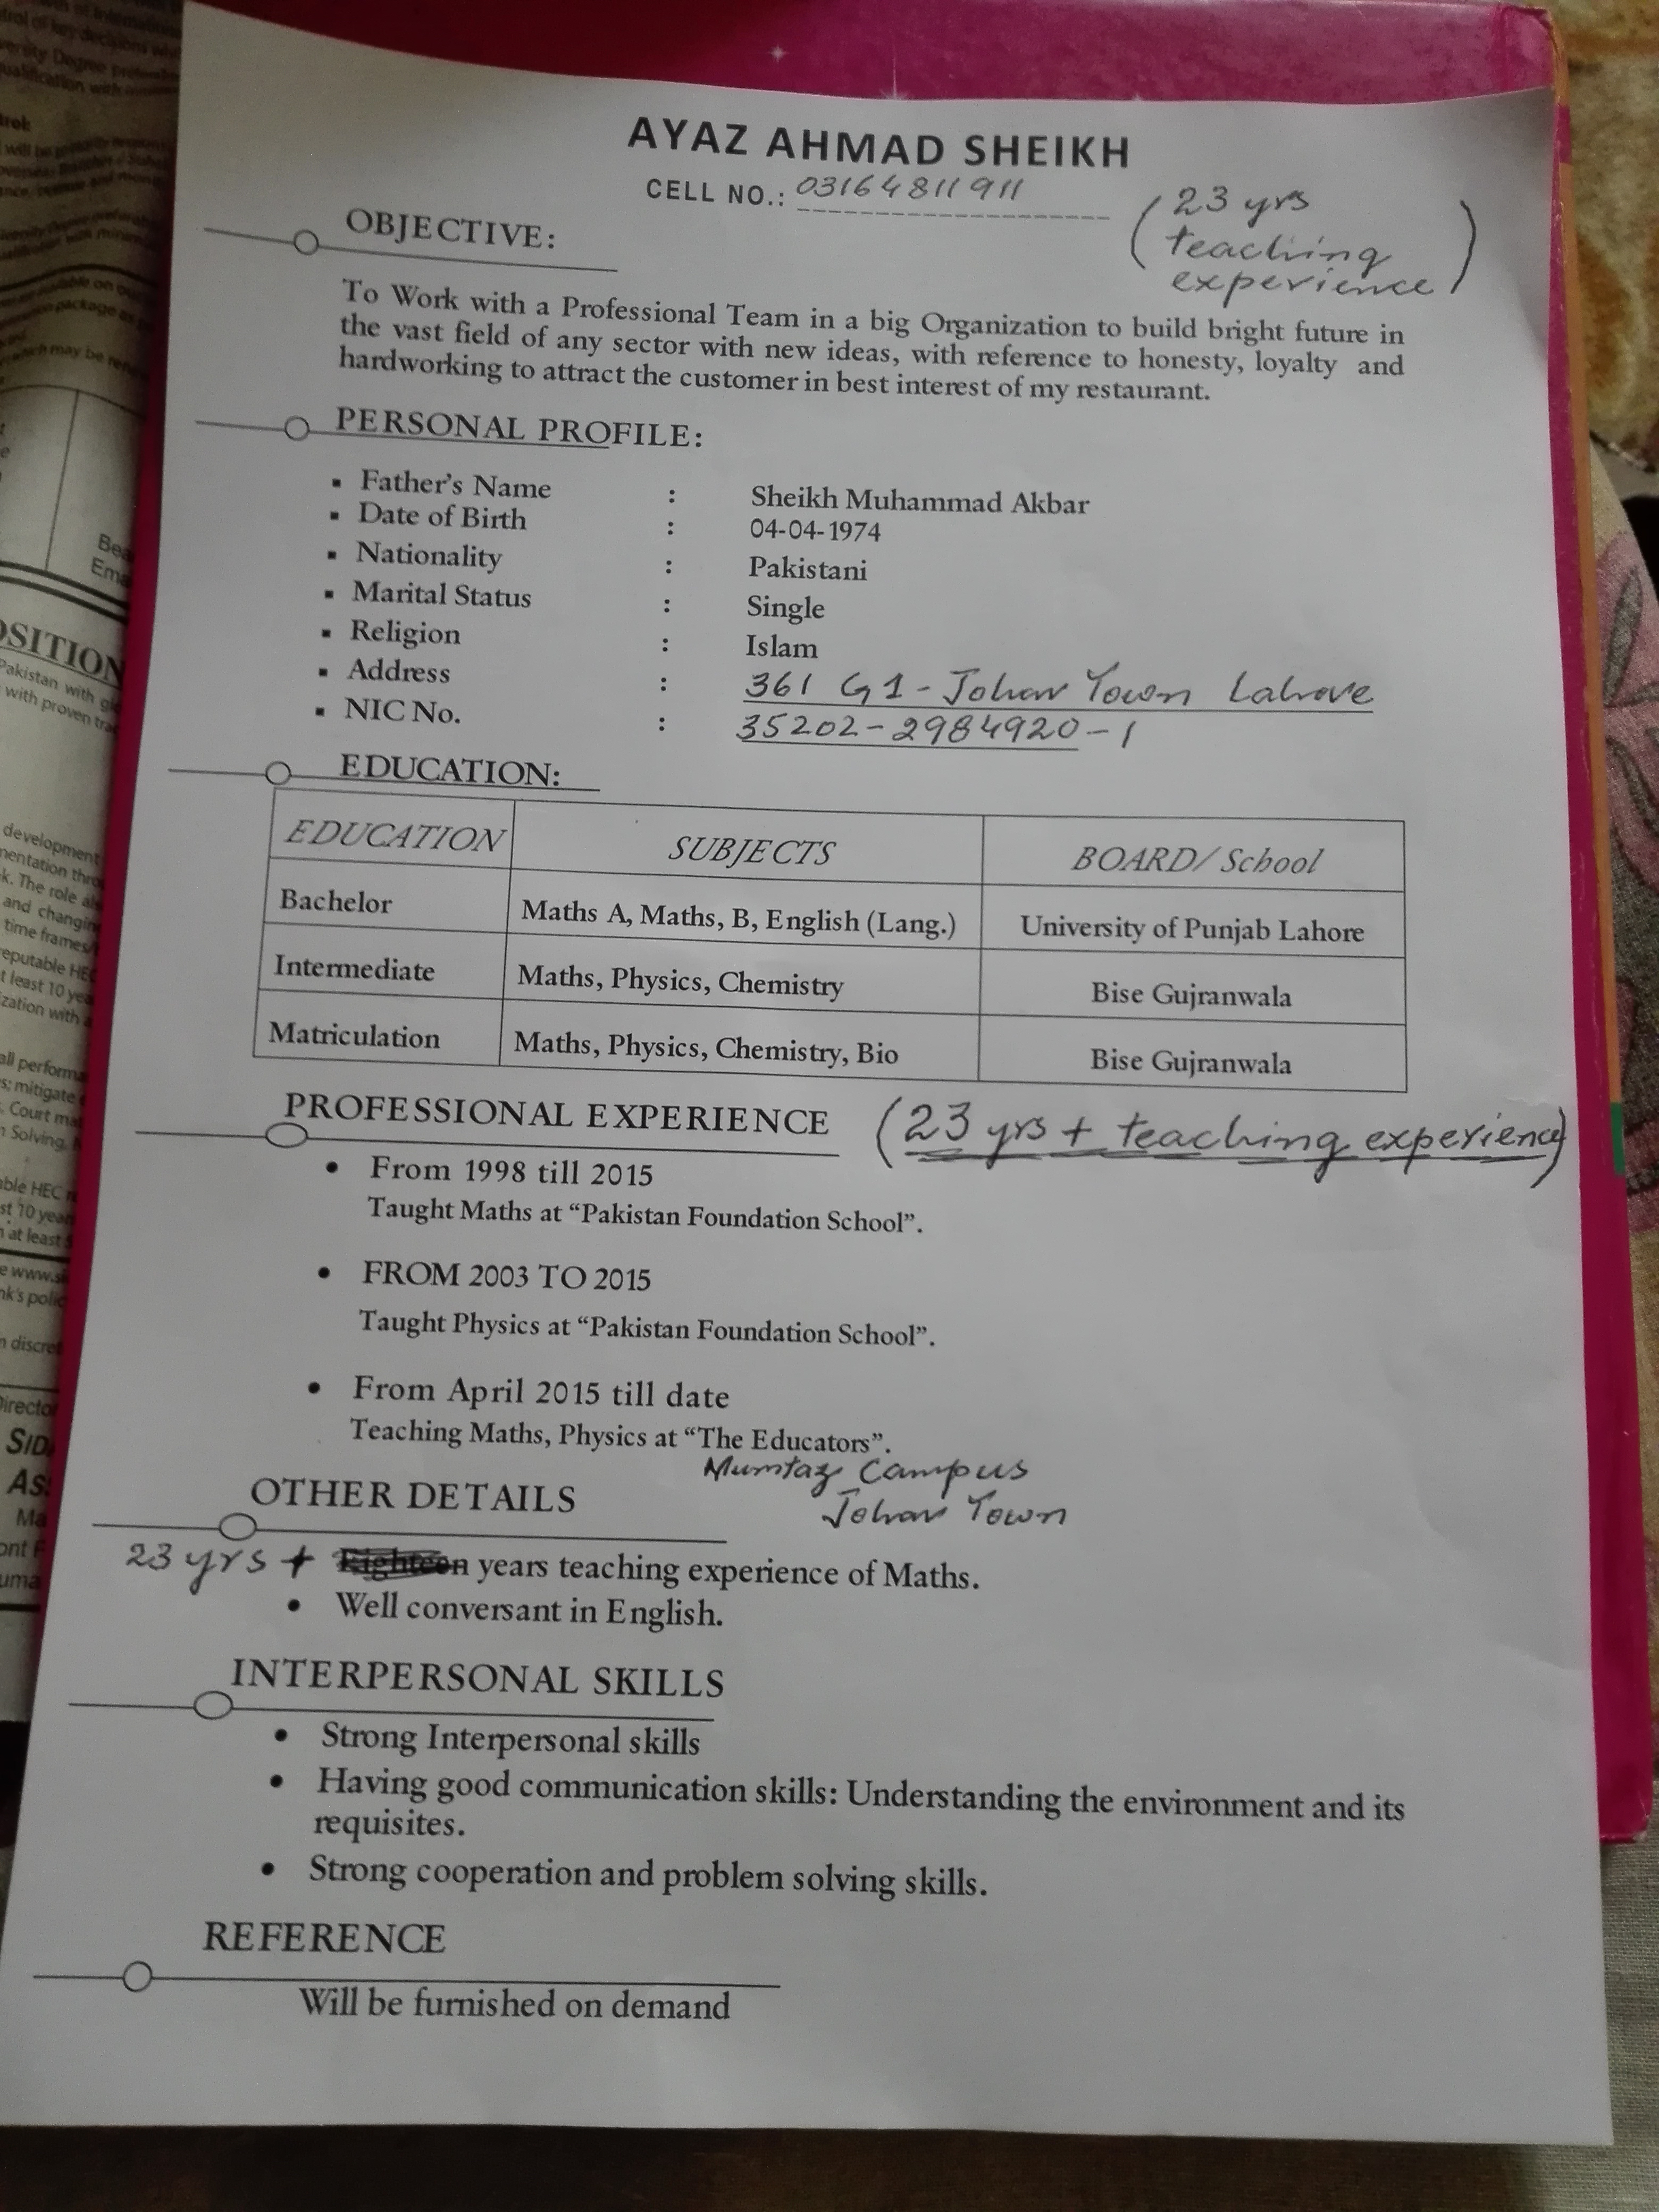 AYAZ AHMAD SHEIKH
CELL NO.: 03164811911
(23 yrs
teaching
experience)
OBJECTIVE:
To Work with a Professional Team in a big Organization to build bright future in
the vast field of any sector with new ideas, with reference to honesty, loyalty and
hardworking to attract the customer in best interest of my restaurant.
PERSONAL PROFILE:
▪ Father's Name : Sheikh Muhammad Akbar
▪ Date of Birth : 04-04-1974
▪ Nationality : Pakistani
▪ Marital Status : Single
▪ Religion : Islam
▪ Address : 361 G1-Johar Town Lahore
▪ NIC No. : 35202-2984920-1
EDUCATION:
EDUCATION SUBJECTS BOARD/ School
Bachelor Maths A, Maths, B, English (Lang.) University of Punjab Lahore
Intermediate Maths, Physics, Chemistry Bise Gujranwala
Matriculation Maths, Physics, Chemistry, Bio Bise Gujranwala
PROFESSIONAL EXPERIENCE (23 yrs + teaching experience)
• From 1998 till 2015
Taught Maths at “Pakistan Foundation School”.
• FROM 2003 TO 2015
Taught Physics at “Pakistan Foundation School”.
• From April 2015 till date
Teaching Maths, Physics at “The Educators”.
Mumtaz Campus
Johar Town
OTHER DETAILS
23 yrs + Eighteen years teaching experience of Maths.
• Well conversant in English.
INTERPERSONAL SKILLS
• Strong Interpersonal skills
• Having good communication skills: Understanding the environment and its
requisites.
• Strong cooperation and problem solving skills.
REFERENCE
Will be furnished on demand